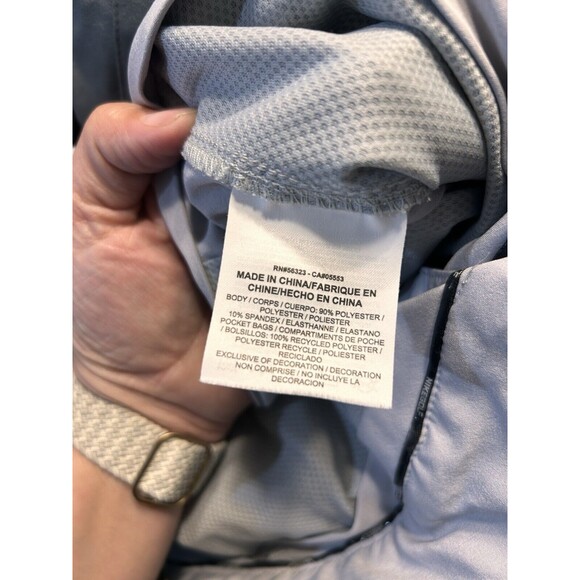 RN#56323 - CA#05553
MADE IN CHINA/FABRIQUE EN
CHINE/HECHO EN CHINA
BODY / CORPS / CUERPO: 90% POLYESTER /
POLYESTER / POLIESTER
10% SPANDEX / ELASTHANNE / ELASTANO
POCKET BAGS / COMPARTIMENTS DE POCHE
/ BOLSILLOS: 100% RECYCLED POLYESTER /
POLYESTER RECYCLE / POLIESTER
RECICLADO
EXCLUSIVE OF DECORATION / DECORATION
NON COMPRISE / NO INCLUYE LA
DECORACION